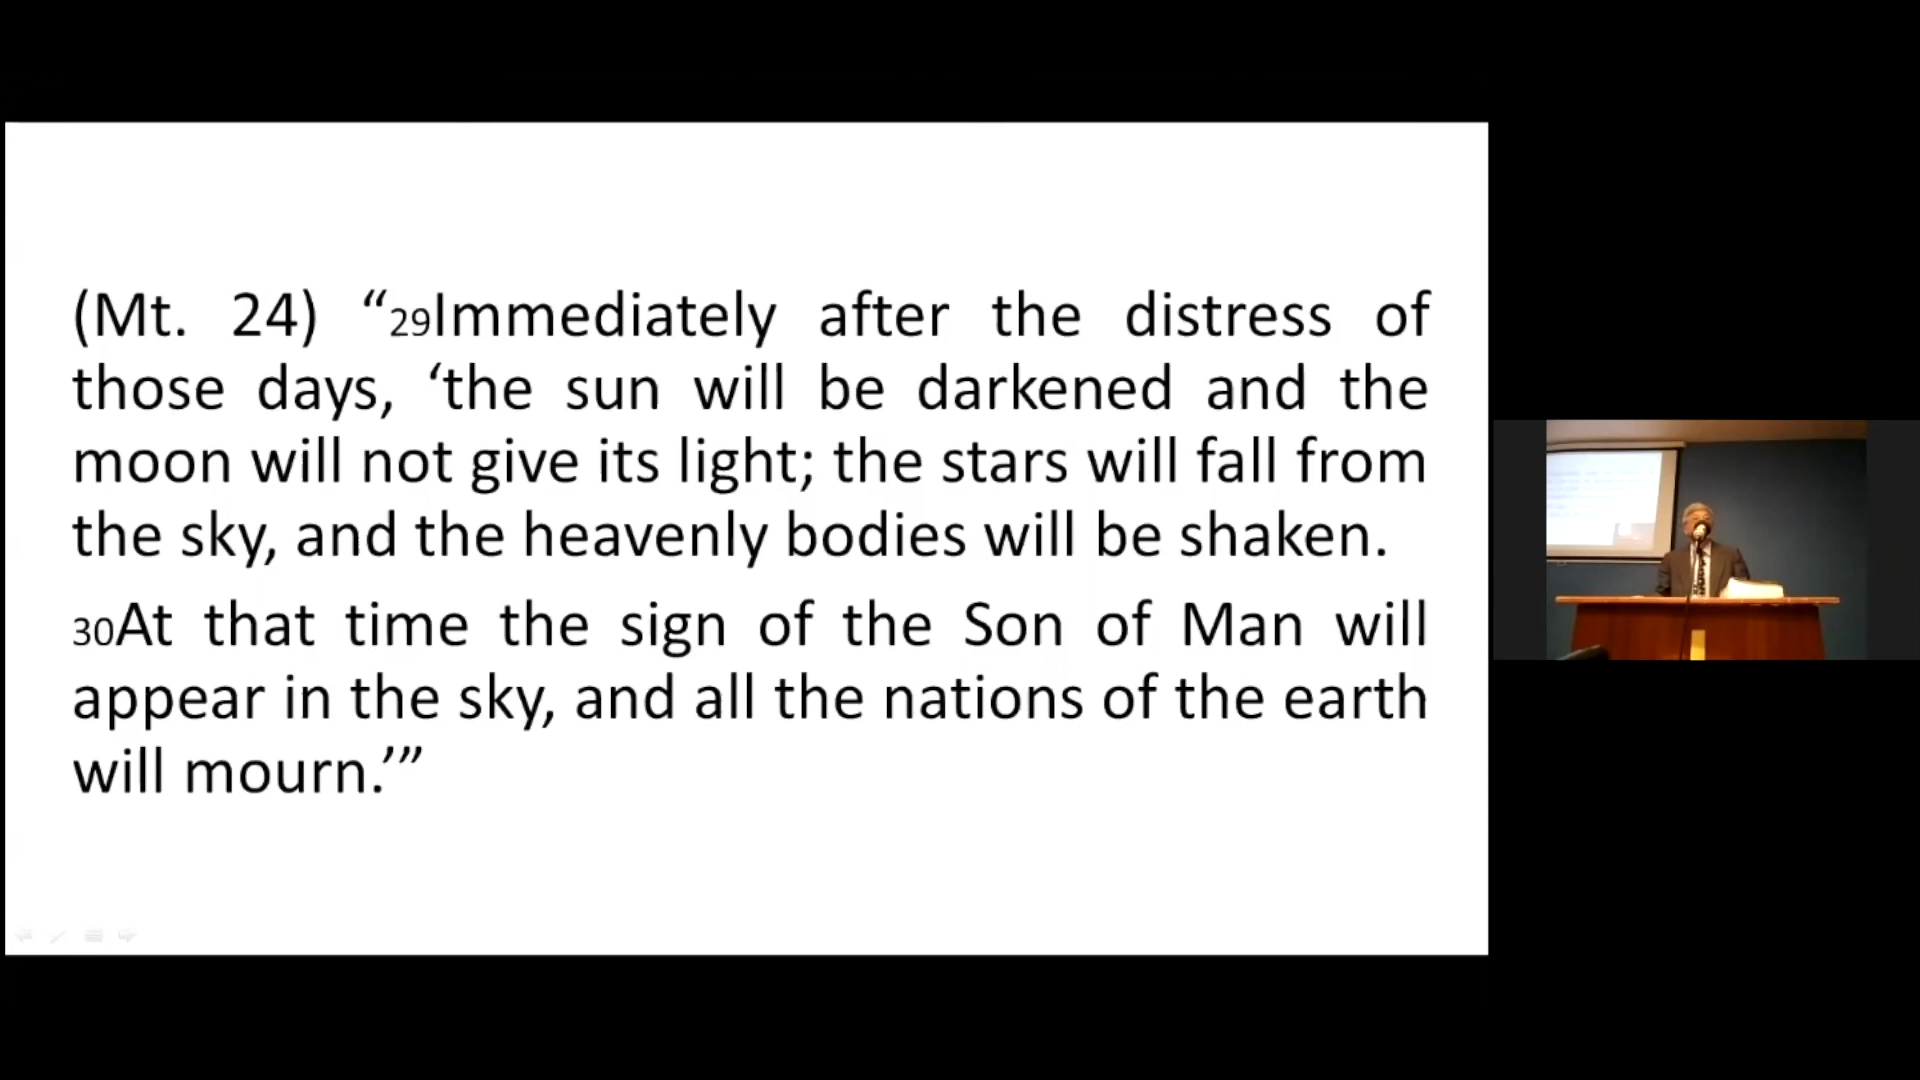 (Mt. 24) “29Immediately after the distress of
those days, ‘the sun will be darkened and the
moon will not give its light; the stars will fall from
the sky, and the heavenly bodies will be shaken.
30At that time the sign of the Son of Man will
appear in the sky, and all the nations of the earth
will mourn.’”